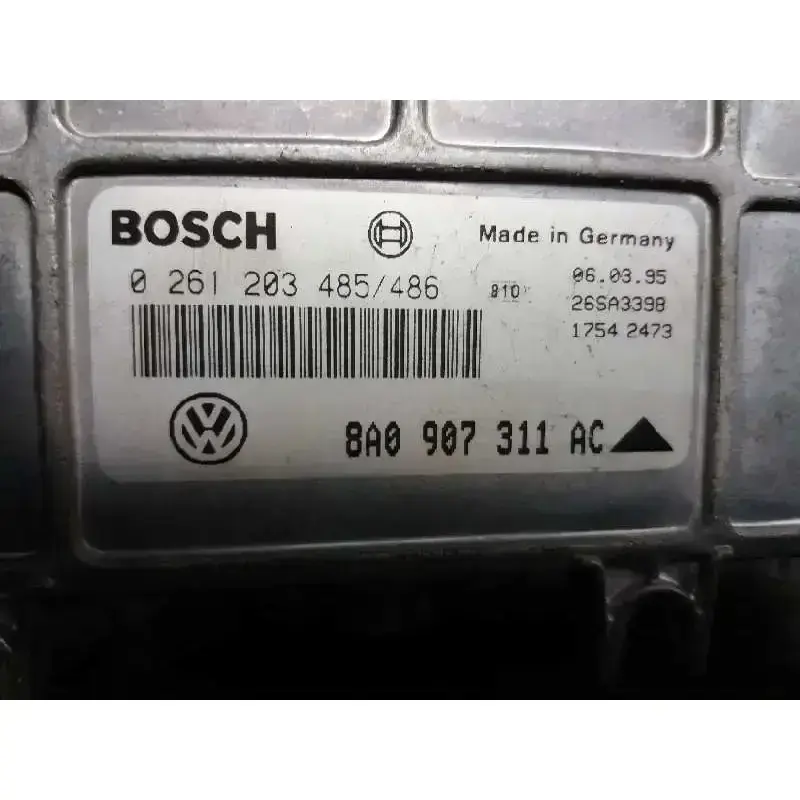 BOSCH
Made in Germany
0 261 203 485/486
810
06.03.95
26SA3398
1754 2473
VW
8A0 907 311 AC